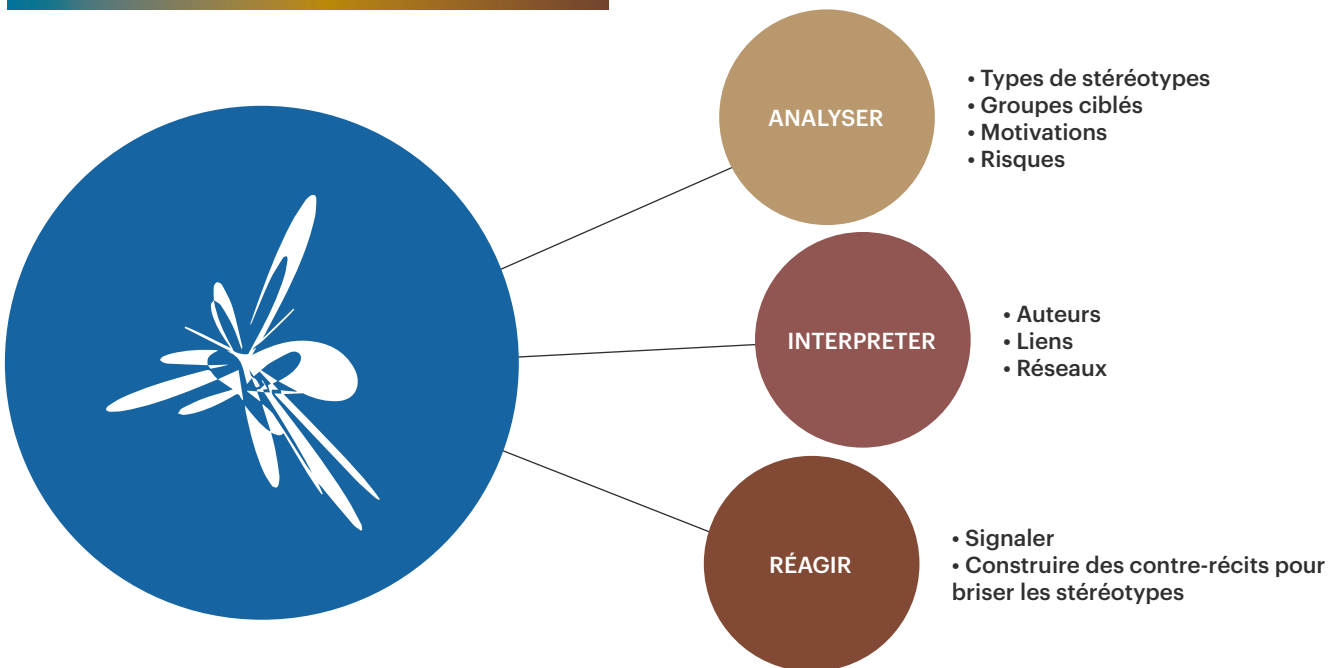 ANALYSER
• Types de stéréotypes
• Groupes ciblés
• Motivations
• Risques
INTERPRETER
• Auteurs
• Liens
• Réseaux
RÉAGIR
• Signaler
• Construire des contre-récits pour
briser les stéréotypes